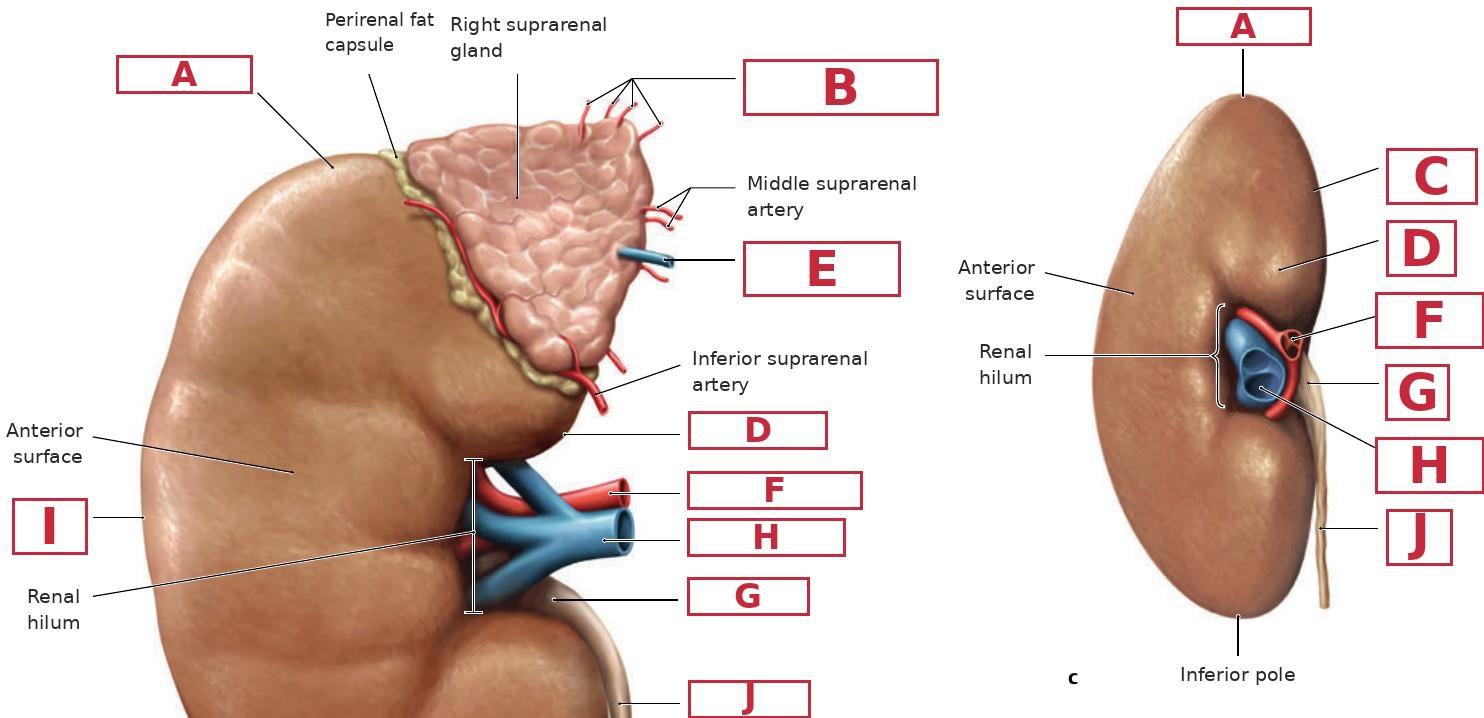 Perirenal fat
capsule
Right suprarenal
gland
A
B
Middle suprarenal
artery
E
Inferior suprarenal
artery
Anterior
surface
D
F
I
H
Renal
hilum
G
J
A
C
D
Anterior
surface
F
Renal
hilum
G
H
J
Inferior pole
c